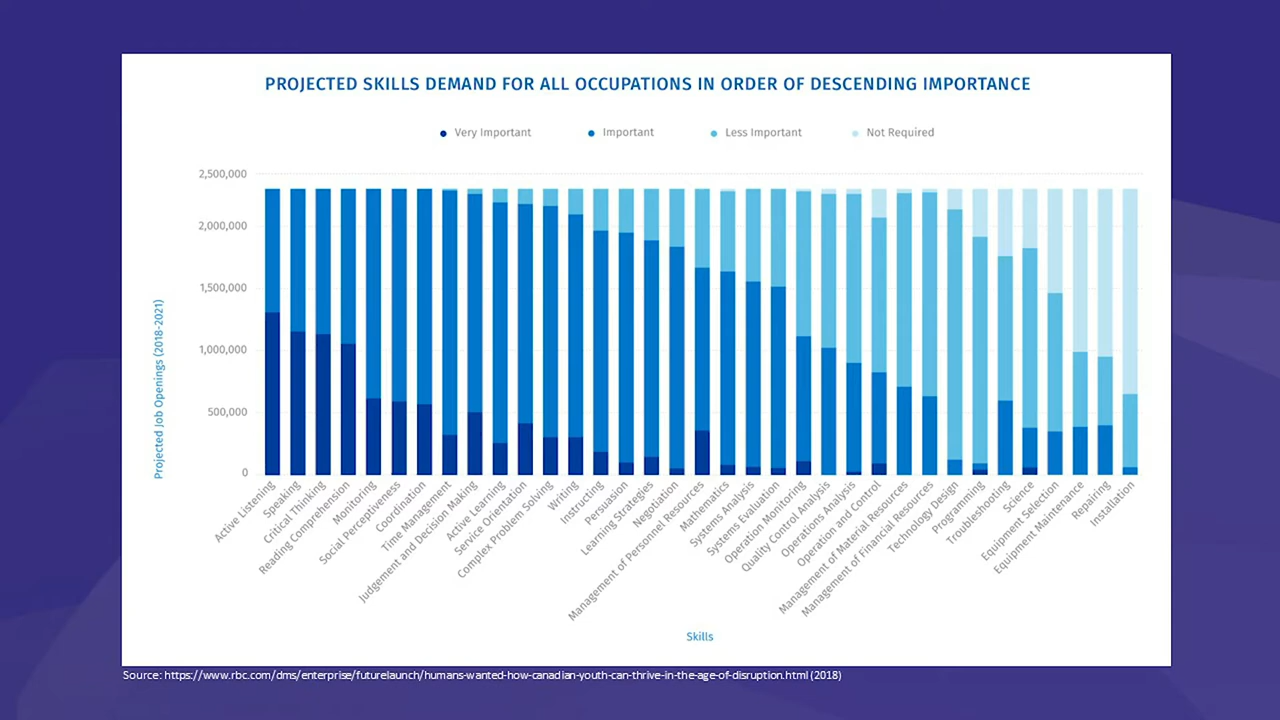 PROJECTED SKILLS DEMAND FOR ALL OCCUPATIONS IN ORDER OF DESCENDING IMPORTANCE
Very Important
Important
Less Important
Not Required
2,500,000
2,000,000
1,500,000
1,000,000
500,000
0
Projected Job Openings (2018-2021)
Active Listening
Speaking
Critical Thinking
Reading Comprehension
Monitoring
Social Perceptiveness
Coordination
Time Management
Judgement and Decision Making
Active Learning
Service Orientation
Complex Problem Solving
Writing
Instructing
Persuasion
Learning Strategies
Negotiation
Management of Personnel Resources
Mathematics
Systems Analysis
Systems Evaluation
Operation Monitoring
Quality Control Analysis
Operations Analysis
Operation and Control
Management of Material Resources
Management of Financial Resources
Technology Design
Programing
Troubleshooting
Science
Equipment Selection
Equipment Maintenance
Repairing
Installation
Skills
Source: https://www.rbc.com/dms/enterprise/futurelaunch/humans-wanted-how-canadian-youth-can-thrive-in-the-age-of-disruption.html (2018)